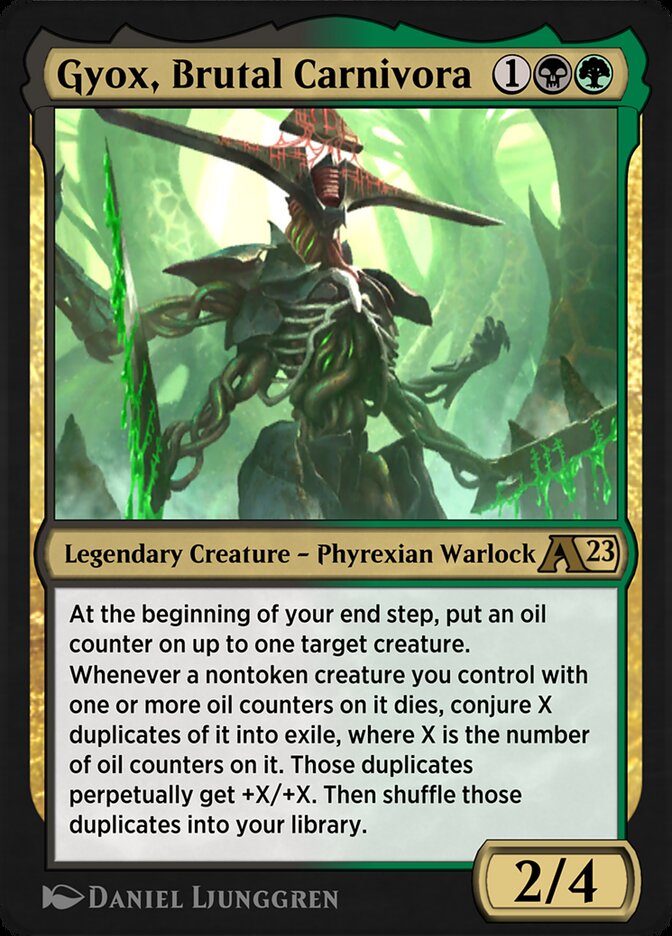 Gyox, Brutal Carnivora 1
Legendary Creature – Phyrexian Warlock A23
At the beginning of your end step, put an oil
counter on up to one target creature.
Whenever a nontoken creature you control with
one or more oil counters on it dies, conjure X
duplicates of it into exile, where X is the number
of oil counters on it. Those duplicates
perpetually get +X/+X. Then shuffle those
duplicates into your library.
2/4
Daniel Ljunggren